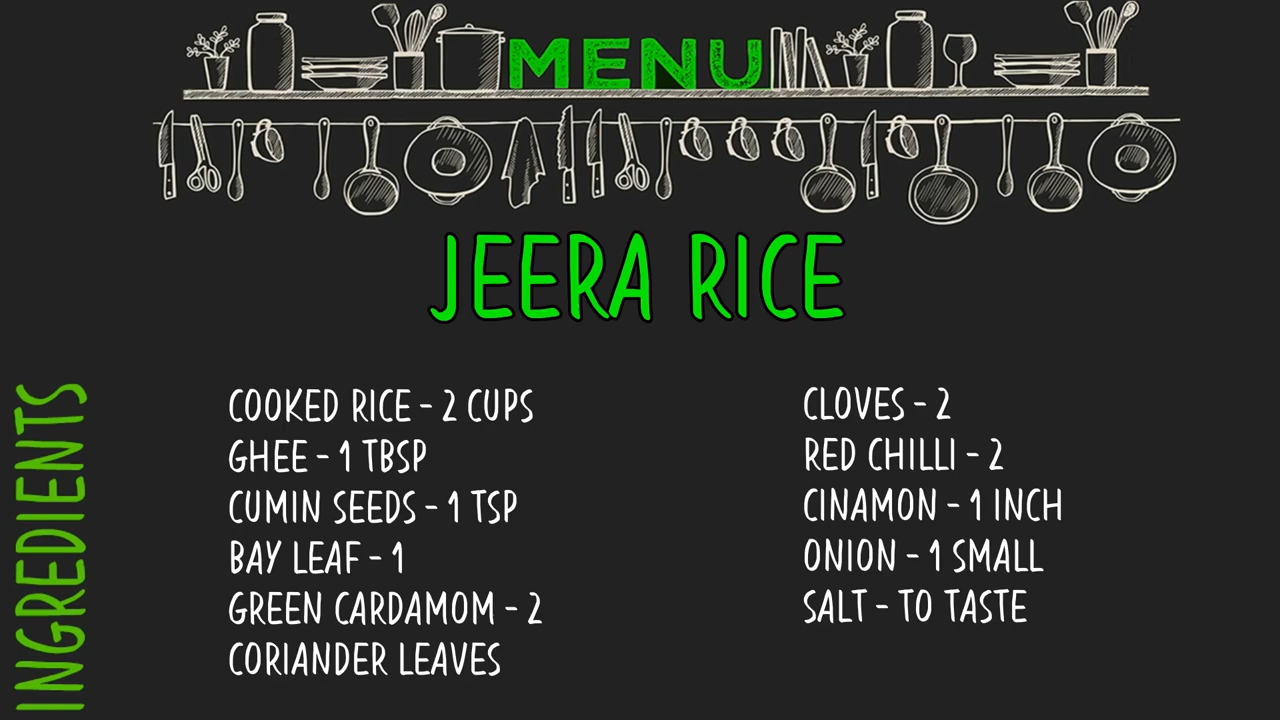 MENU
JEERA RICE
INGREDIENTS
COOKED RICE - 2 CUPS
GHEE - 1 TBSP
CUMIN SEEDS - 1 TSP
BAY LEAF - 1
GREEN CARDAMOM - 2
CORIANDER LEAVES
CLOVES - 2
RED CHILLI - 2
CINAMON - 1 INCH
ONION - 1 SMALL
SALT - TO TASTE